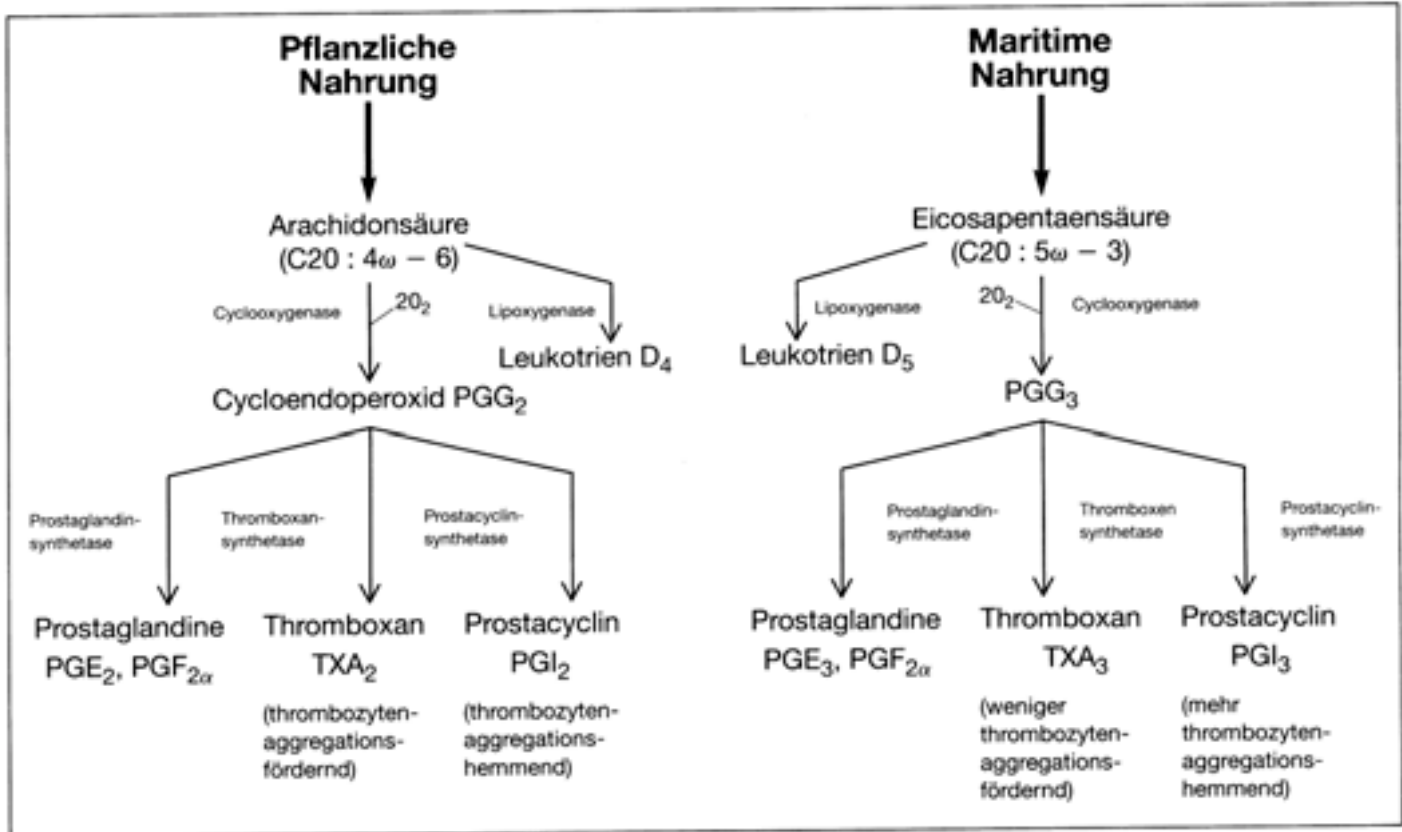 Pflanzliche
Nahrung
Arachidonsäure
(C20 : 4ω – 6)
Cyclooxygenase
2O₂
Lipoxygenase
Leukotrien D₄
Cycloendoperoxid PGG₂
Prostaglandin-
synthetase
Thromboxan-
synthetase
Prostacyclin-
synthetase
Prostaglandine
PGE₂, PGF₂α
Thromboxan
TXA₂
(thrombozyten-
aggregations-
fördernd)
Prostacyclin
PGI₂
(thrombozyten-
aggregations-
hemmend)
Maritime
Nahrung
Eicosapentaensäure
(C20 : 5ω – 3)
Lipoxygenase
2O₂
Cyclooxygenase
Leukotrien D₅
PGG₃
Prostaglandin-
synthetase
Thromboxen
synthetase
Prostacyclin-
synthetase
Prostaglandine
PGE₃, PGF₂α
Thromboxan
TXA₃
(weniger
thrombozyten-
aggregations-
fördernd)
Prostacyclin
PGI₃
(mehr
thrombozyten-
aggregations-
hemmend)